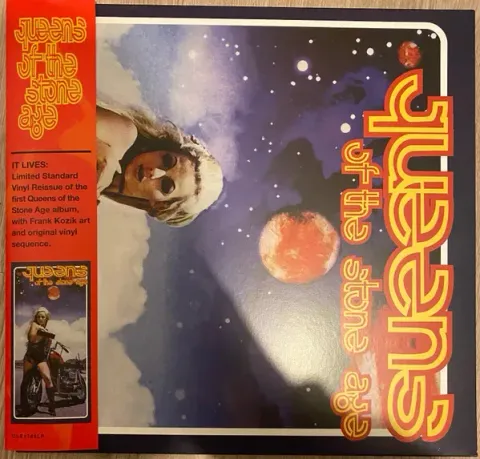 queens
of the
stone
age
IT LIVES:
Limited Standard
Vinyl Reissue of the
first Queens of the
Stone Age album,
with Frank Kozik art
and original vinyl
sequence.
queens
of the stone age
queens
of the stone age